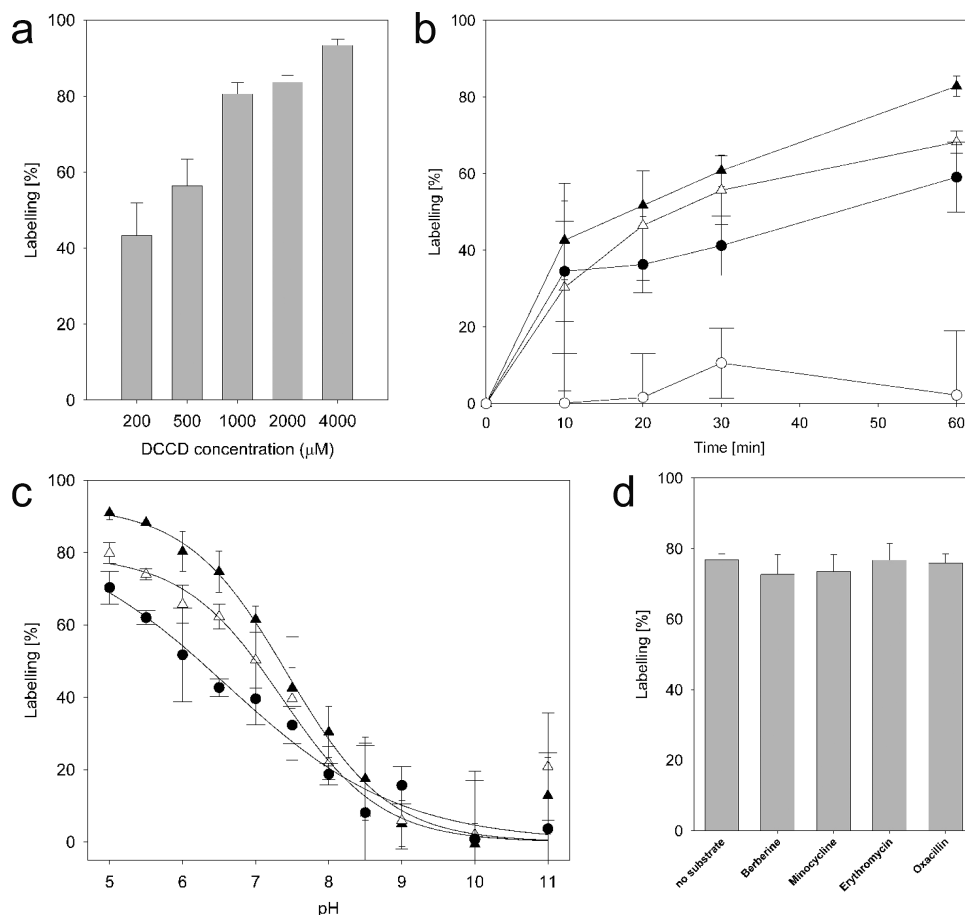 a
Labelling [%]
100
80
60
40
20
0
200 500 1000 2000 4000
DCCD concentration (μM)
b
Labelling [%]
100
80
60
40
20
0
0 10 20 30 40 50 60
Time [min]
c
Labelling [%]
100
80
60
40
20
0
5 6 7 8 9 10 11
pH
d
Labelling [%]
100
80
60
40
20
0
no substrate
Berberine
Minocycline
Erythromycin
Oxacillin